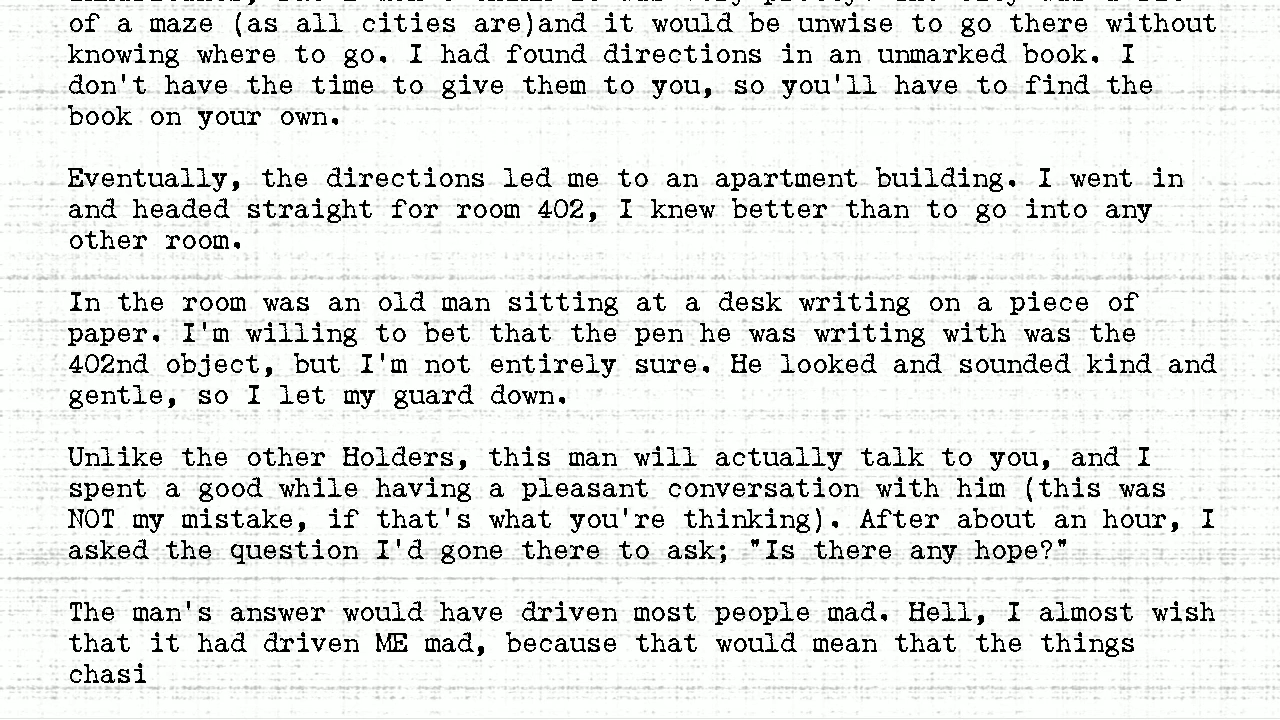 of a maze (as all cities are)and it would be unwise to go there without
knowing where to go. I had found directions in an unmarked book. I
don't have the time to give them to you, so you'll have to find the
book on your own.
Eventually, the directions led me to an apartment building. I went in
and headed straight for room 402, I knew better than to go into any
other room.
In the room was an old man sitting at a desk writing on a piece of
paper. I'm willing to bet that the pen he was writing with was the
402nd object, but I'm not entirely sure. He looked and sounded kind and
gentle, so I let my guard down.
Unlike the other Holders, this man will actually talk to you, and I
spent a good while having a pleasant conversation with him (this was
NOT my mistake, if that's what you're thinking). After about an hour, I
asked the question I'd gone there to ask; "Is there any hope?"
The man's answer would have driven most people mad. Hell, I almost wish
that it had driven ME mad, because that would mean that the things
chasi